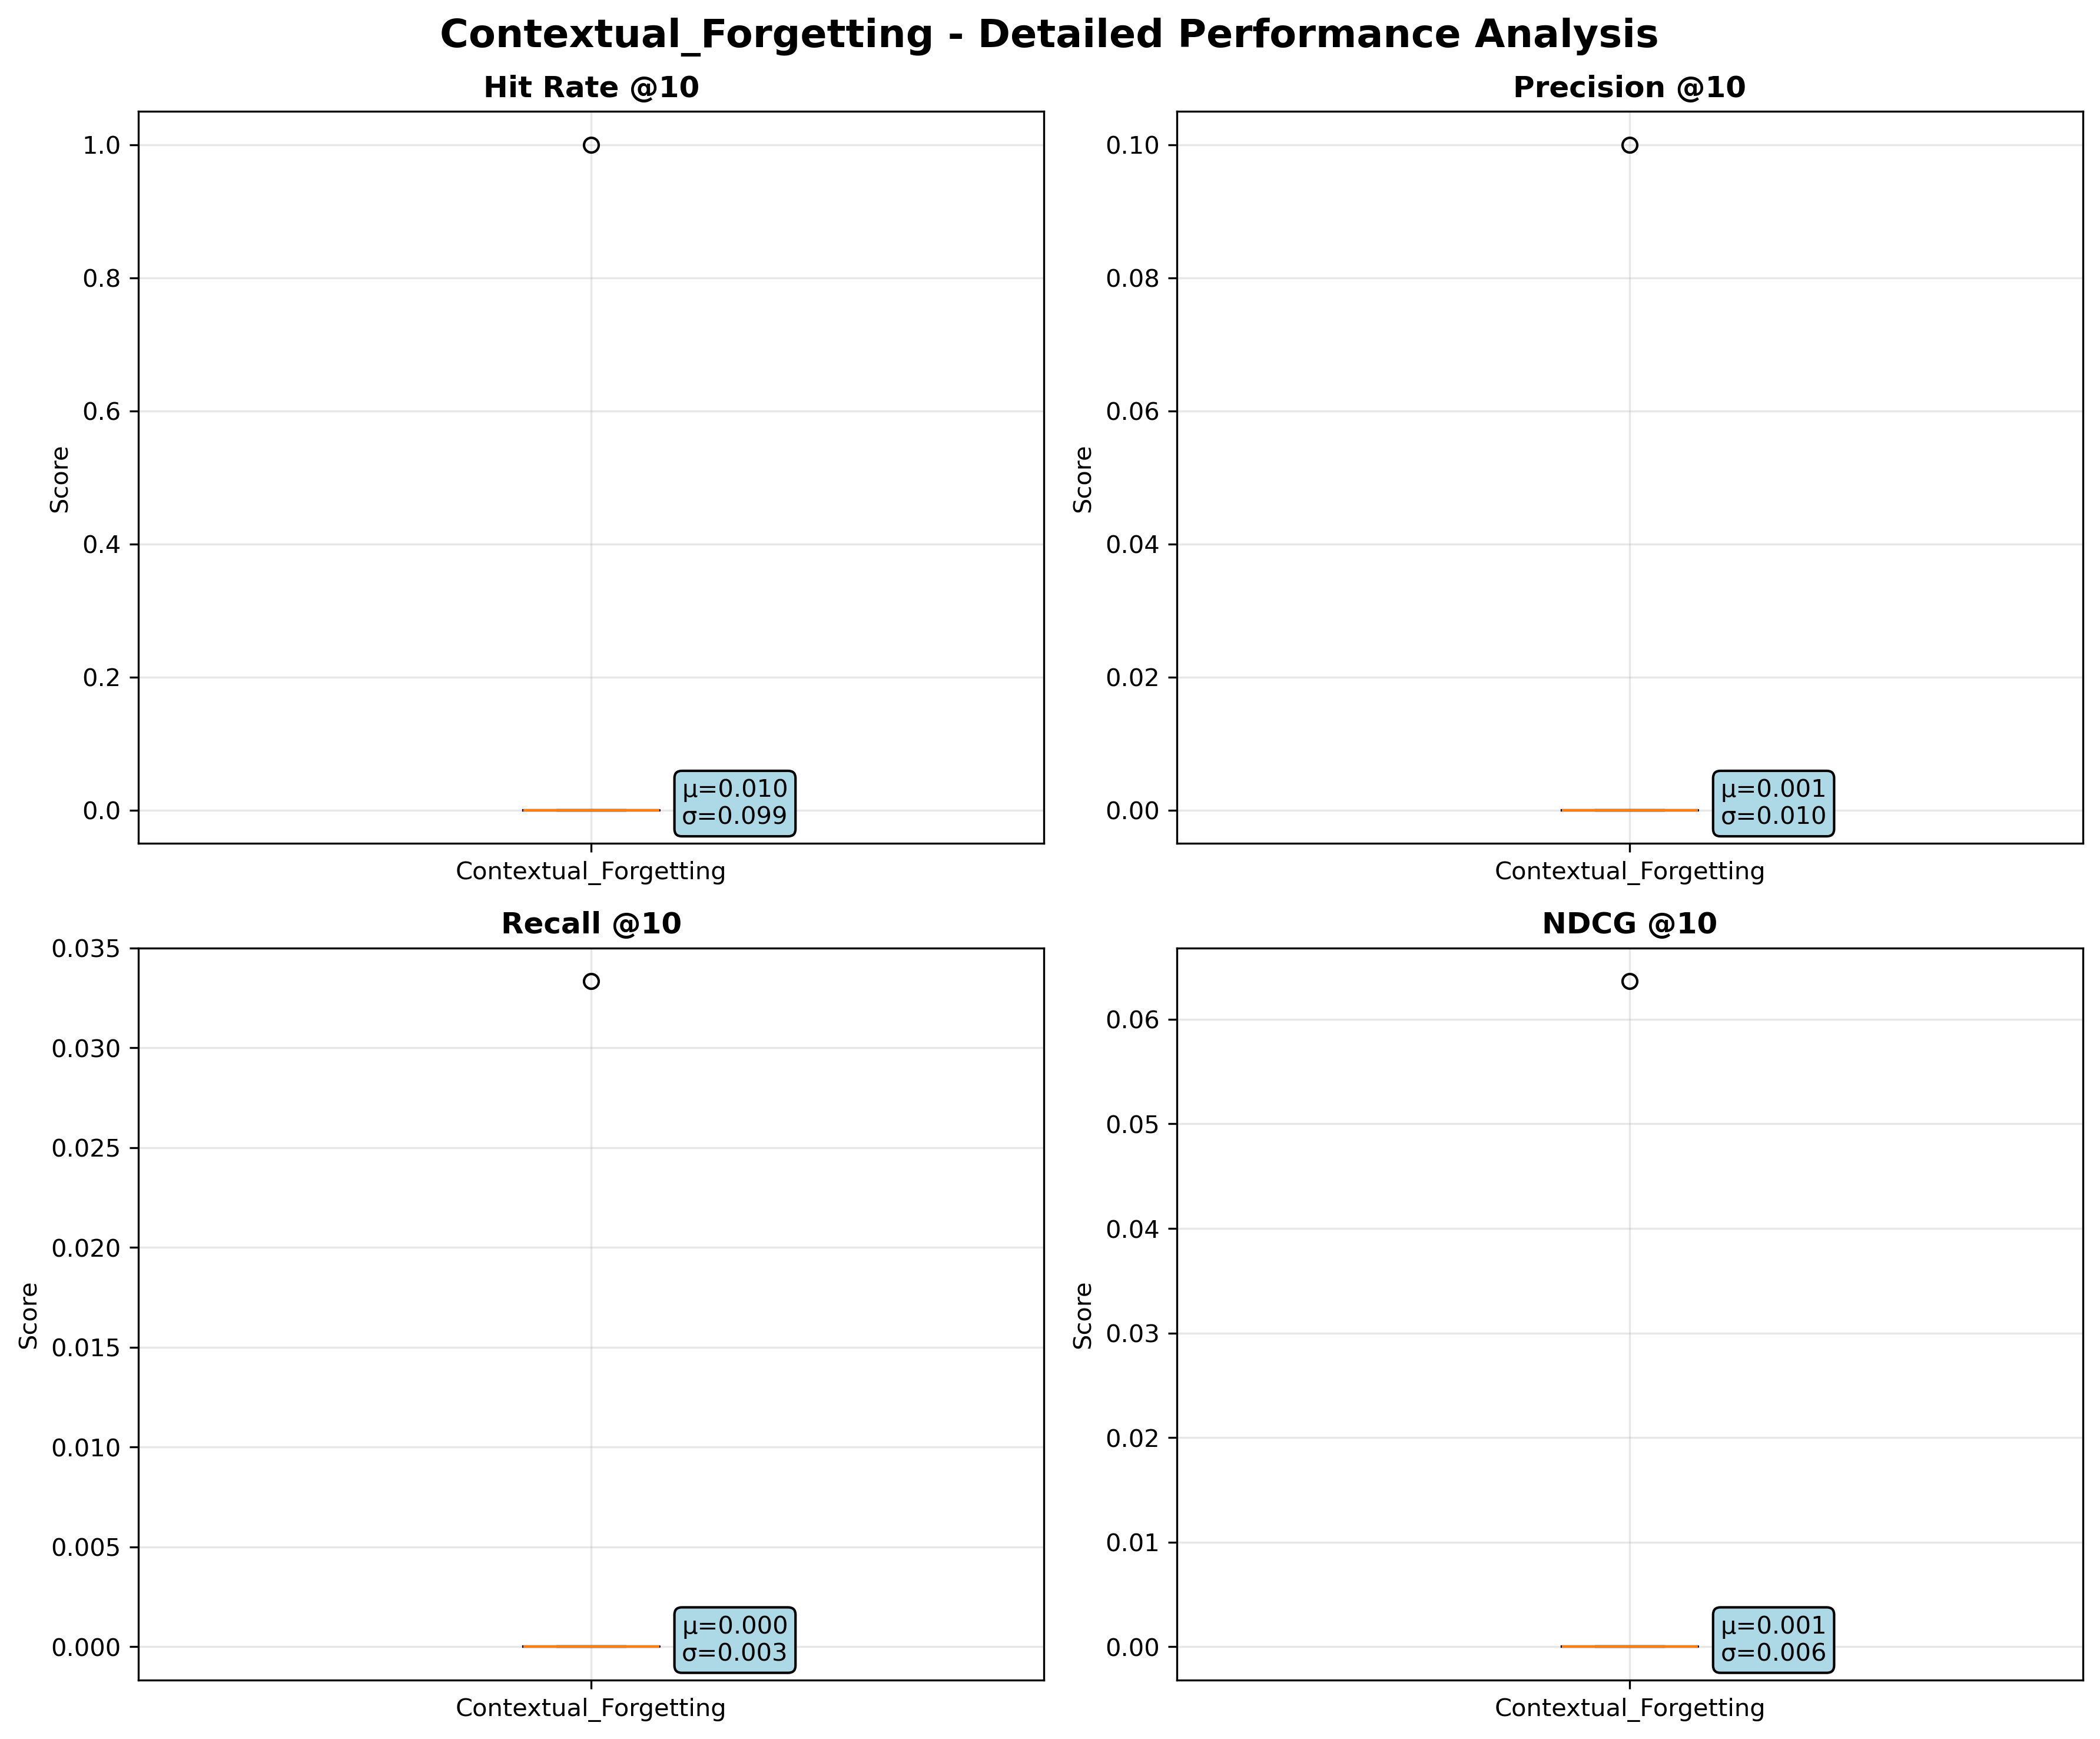 Contextual_Forgetting - Detailed Performance Analysis
Hit Rate @10
1.0
0.8
0.6
0.4
0.2
0.0
Score
μ=0.010
σ=0.099
Contextual_Forgetting
Precision @10
0.10
0.08
0.06
0.04
0.02
0.00
Score
μ=0.001
σ=0.010
Contextual_Forgetting
Recall @10
0.035
0.030
0.025
0.020
0.015
0.010
0.005
0.000
Score
μ=0.000
σ=0.003
Contextual_Forgetting
NDCG @10
0.06
0.05
0.04
0.03
0.02
0.01
0.00
Score
μ=0.001
σ=0.006
Contextual_Forgetting